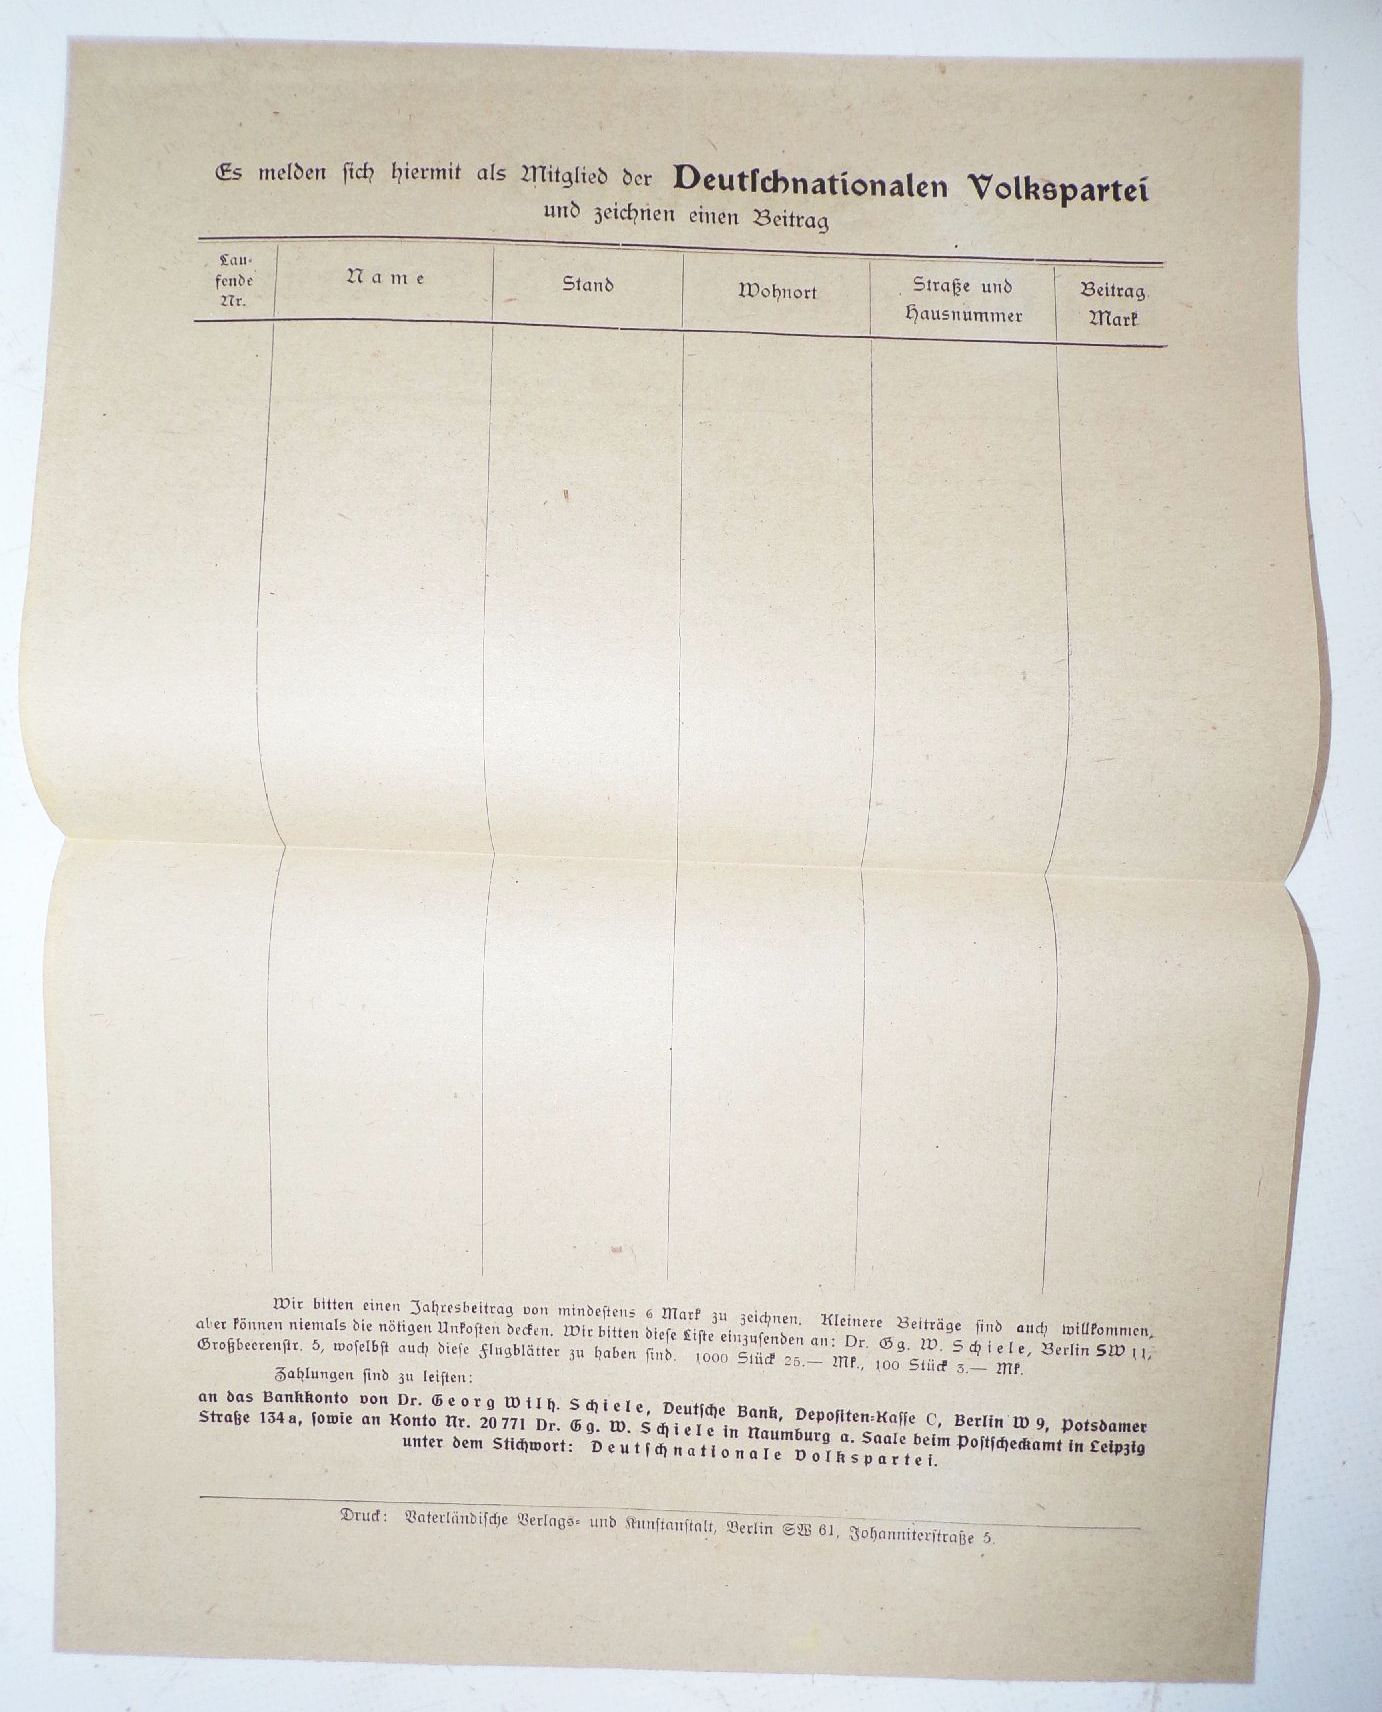 Es melden sich hiermit als Mitglied der Deutschnationalen Volkspartei
und zeichnen einen Beitrag
Lau-
fende
Nr.
Name
Stand
Wohnort
Straße und
Hausnummer
Beitrag
Mark
Wir bitten einen Jahresbeitrag von mindestens 6 Mark zu zeichnen. Kleinere Beiträge sind auch willkommen,
aber können niemals die nötigen Unkosten decken. Wir bitten diese Liste einzusenden an: Dr. Gg. W. Schiele, Berlin SW 11,
Großbeerenstr. 5, woselbst auch diese Flugblätter zu haben sind. 1000 Stück 25.— Mk., 100 Stück 3.— Mk.
Zahlungen sind zu leisten:
an das Bankkonto von Dr. Georg Wilh. Schiele, Deutsche Bank, Depositen-Kasse C, Berlin W 9, Potsdamer
Straße 134a, sowie an Konto Nr. 20771 Dr. Gg. W. Schiele in Naumburg a. Saale beim Postscheckamt in Leipzig
unter dem Stichwort: Deutschnationale Volkspartei.
Druck: Vaterländische Verlags- und Kunstanstalt, Berlin SW 61, Johanniterstraße 5.